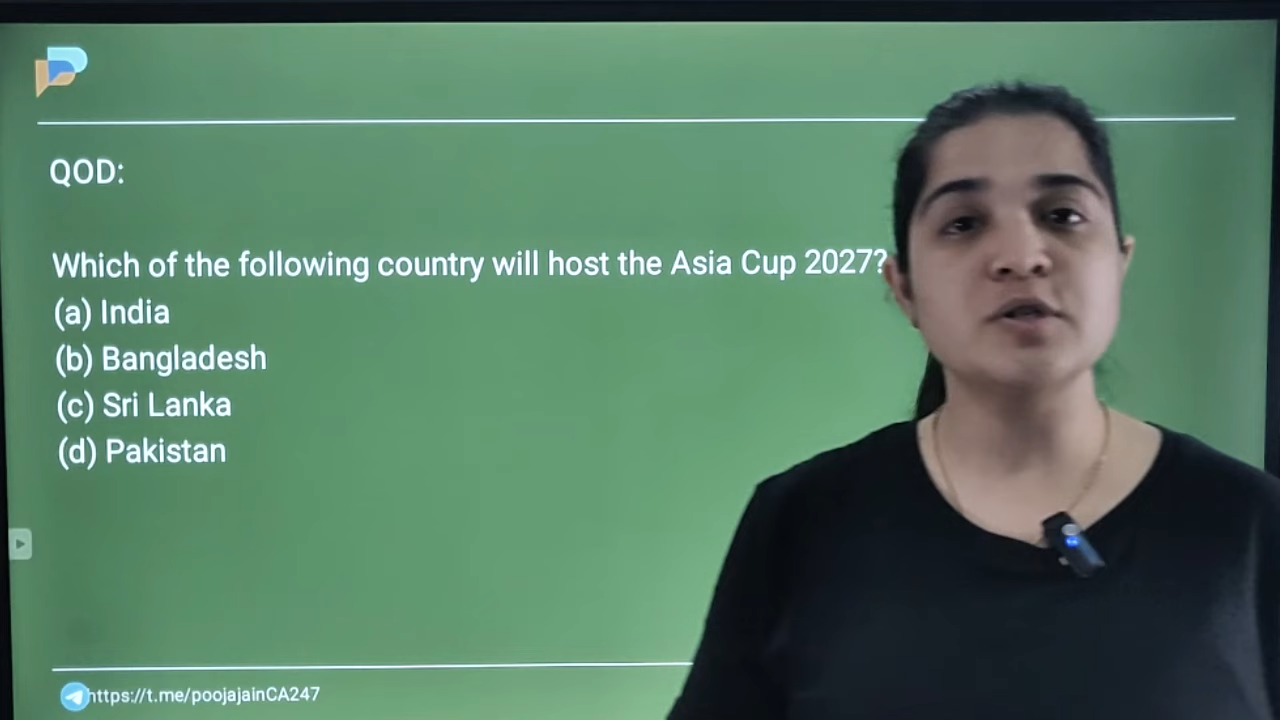 QOD:
Which of the following country will host the Asia Cup 2027?
(a) India
(b) Bangladesh
(c) Sri Lanka
(d) Pakistan
https://t.me/poojajainCA247